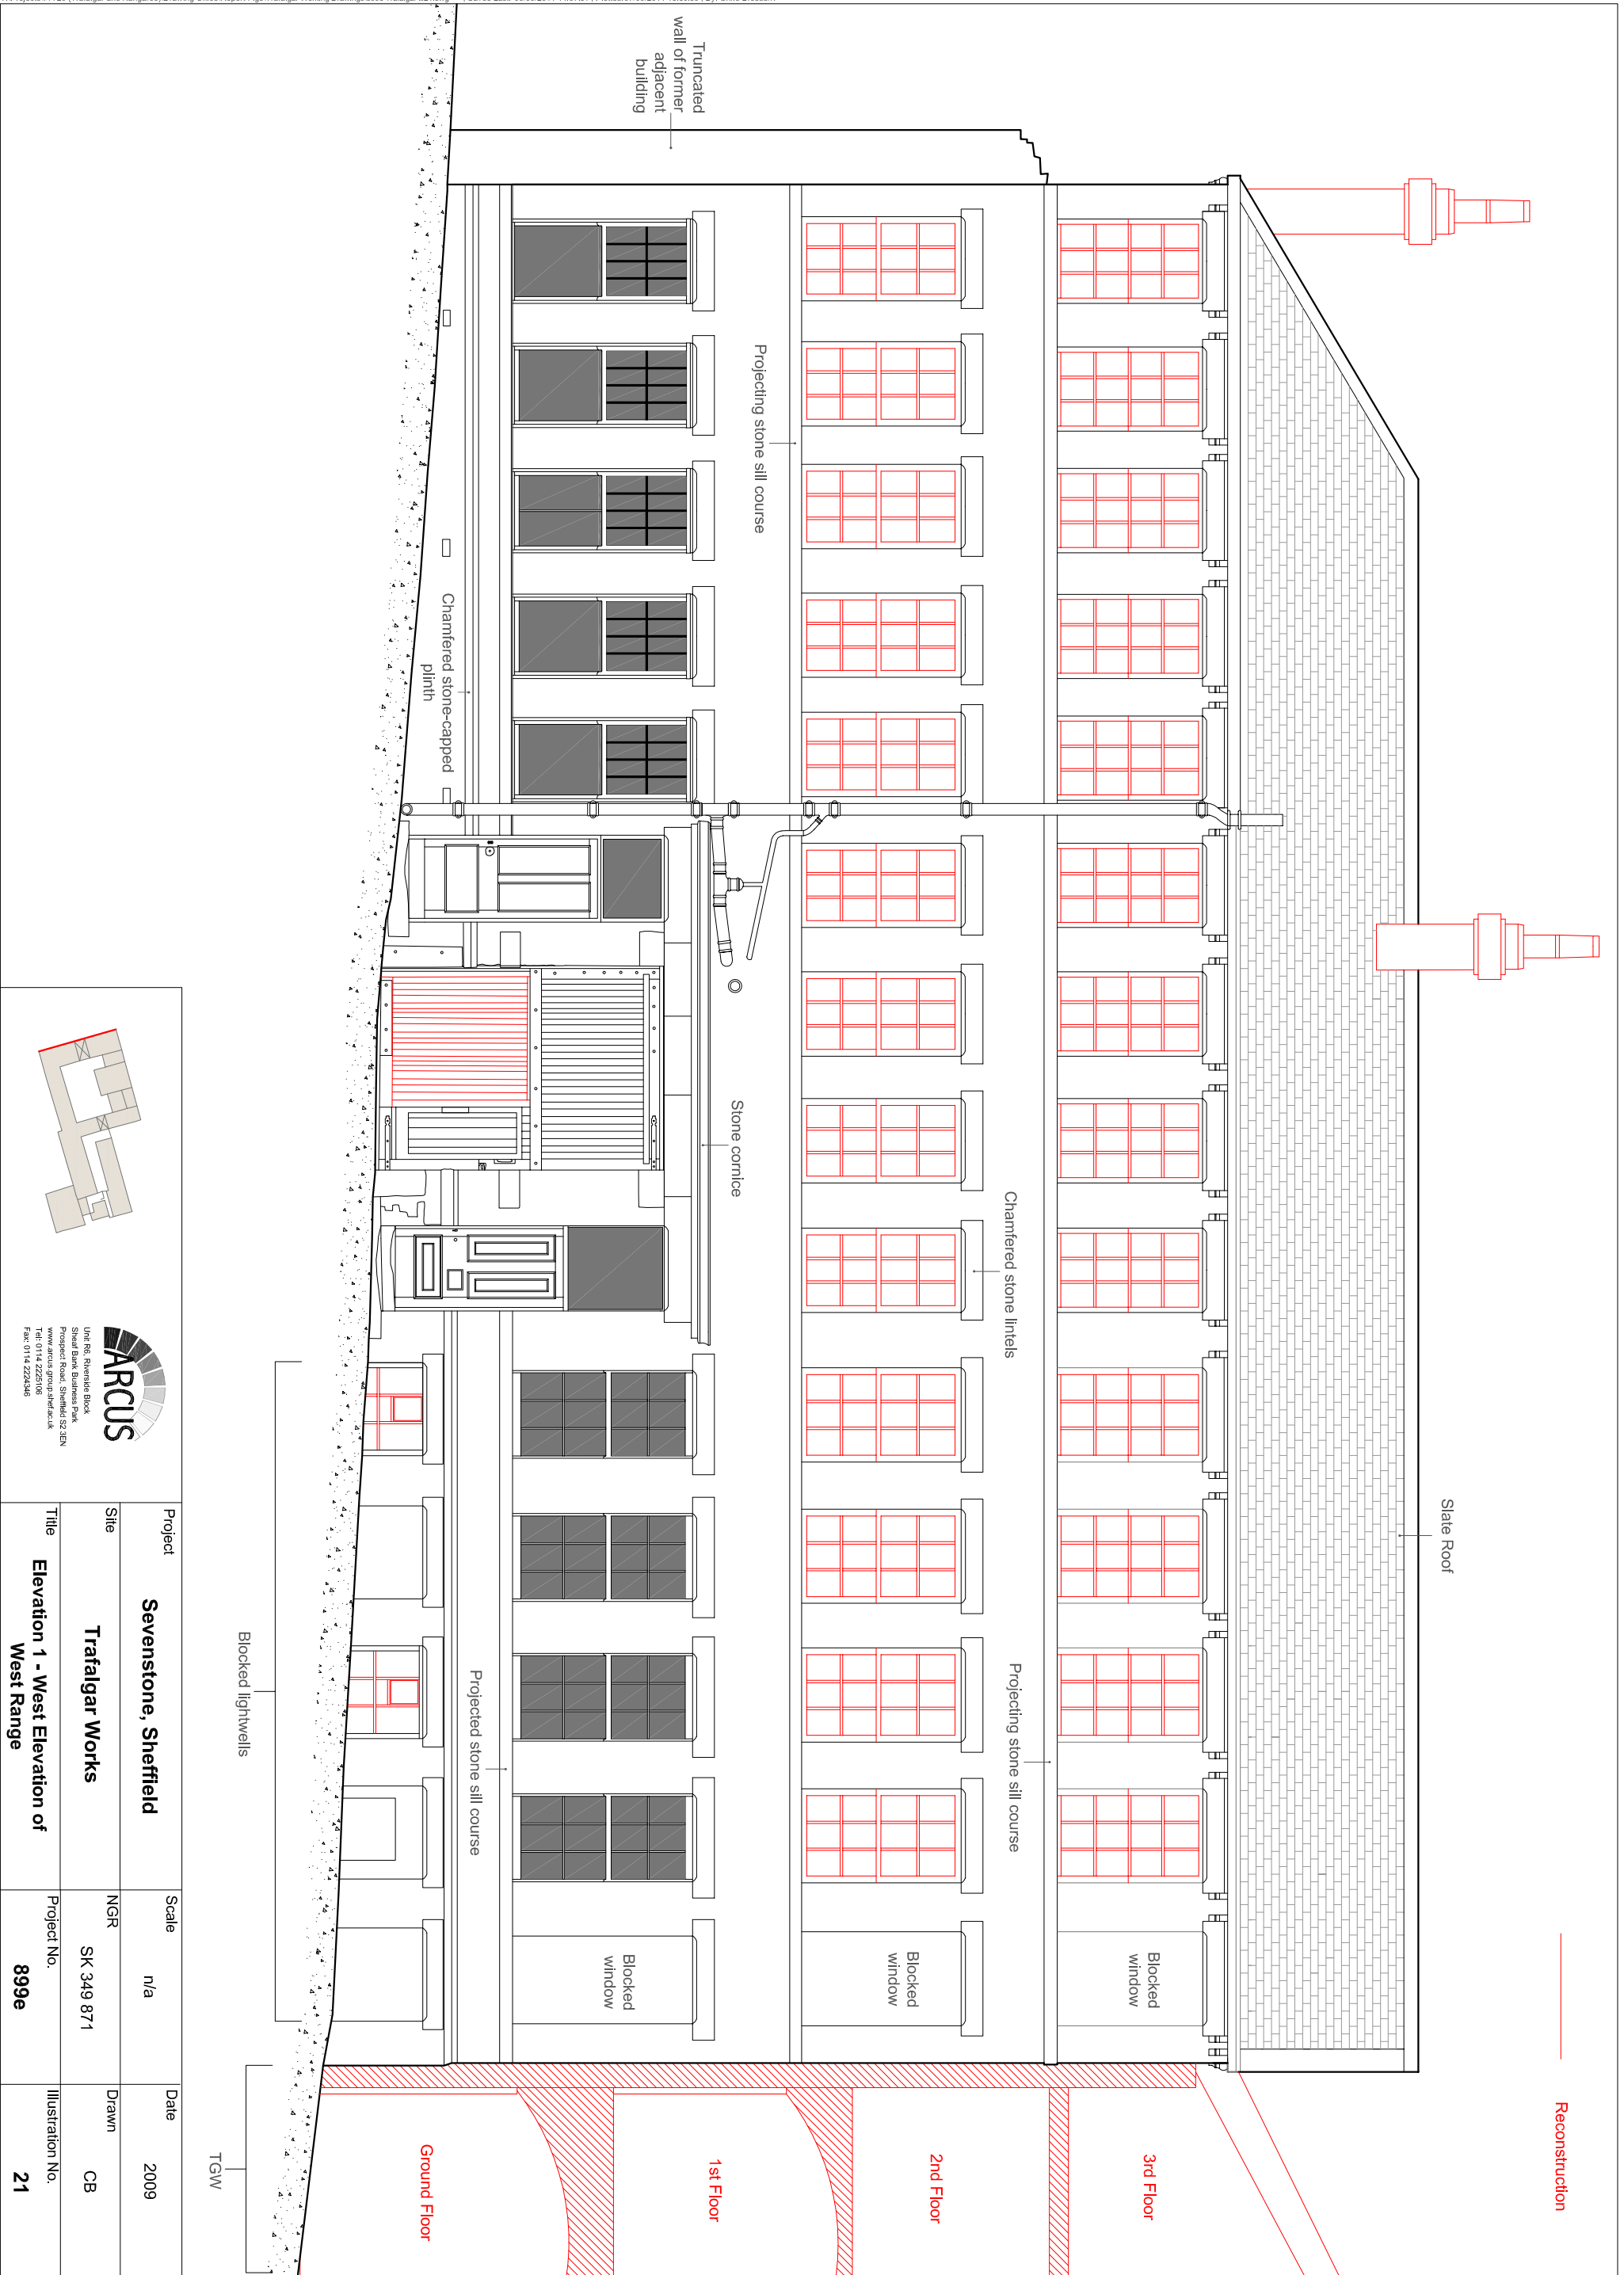 Reconstruction
Slate Roof
Truncated
wall of former
adjacent
building
Projecting stone sill course
Chamfered stone-capped
plinth
Stone cornice
Chamfered stone lintels
Projecting stone sill course
Projected stone sill course
Blocked
window
Blocked
window
Blocked
window
3rd Floor
2nd Floor
1st Floor
Ground Floor
Blocked lightwells
TGW
ARCUS
Unit R6, Riverside Block
Sheaf Bank Business Park
Prospect Road, Sheffield S2 3EN
www.arcus.group.shef.ac.uk
Tel: 0114 2225106
Fax: 0114 2224346
Project
Sevenstone, Sheffield
Scale
n/a
Date
2009
Site
Trafalgar Works
NGR
SK 349 871
Drawn
CB
Title
Elevation 1 - West Elevation of
West Range
Project No.
899e
Illustration No.
21